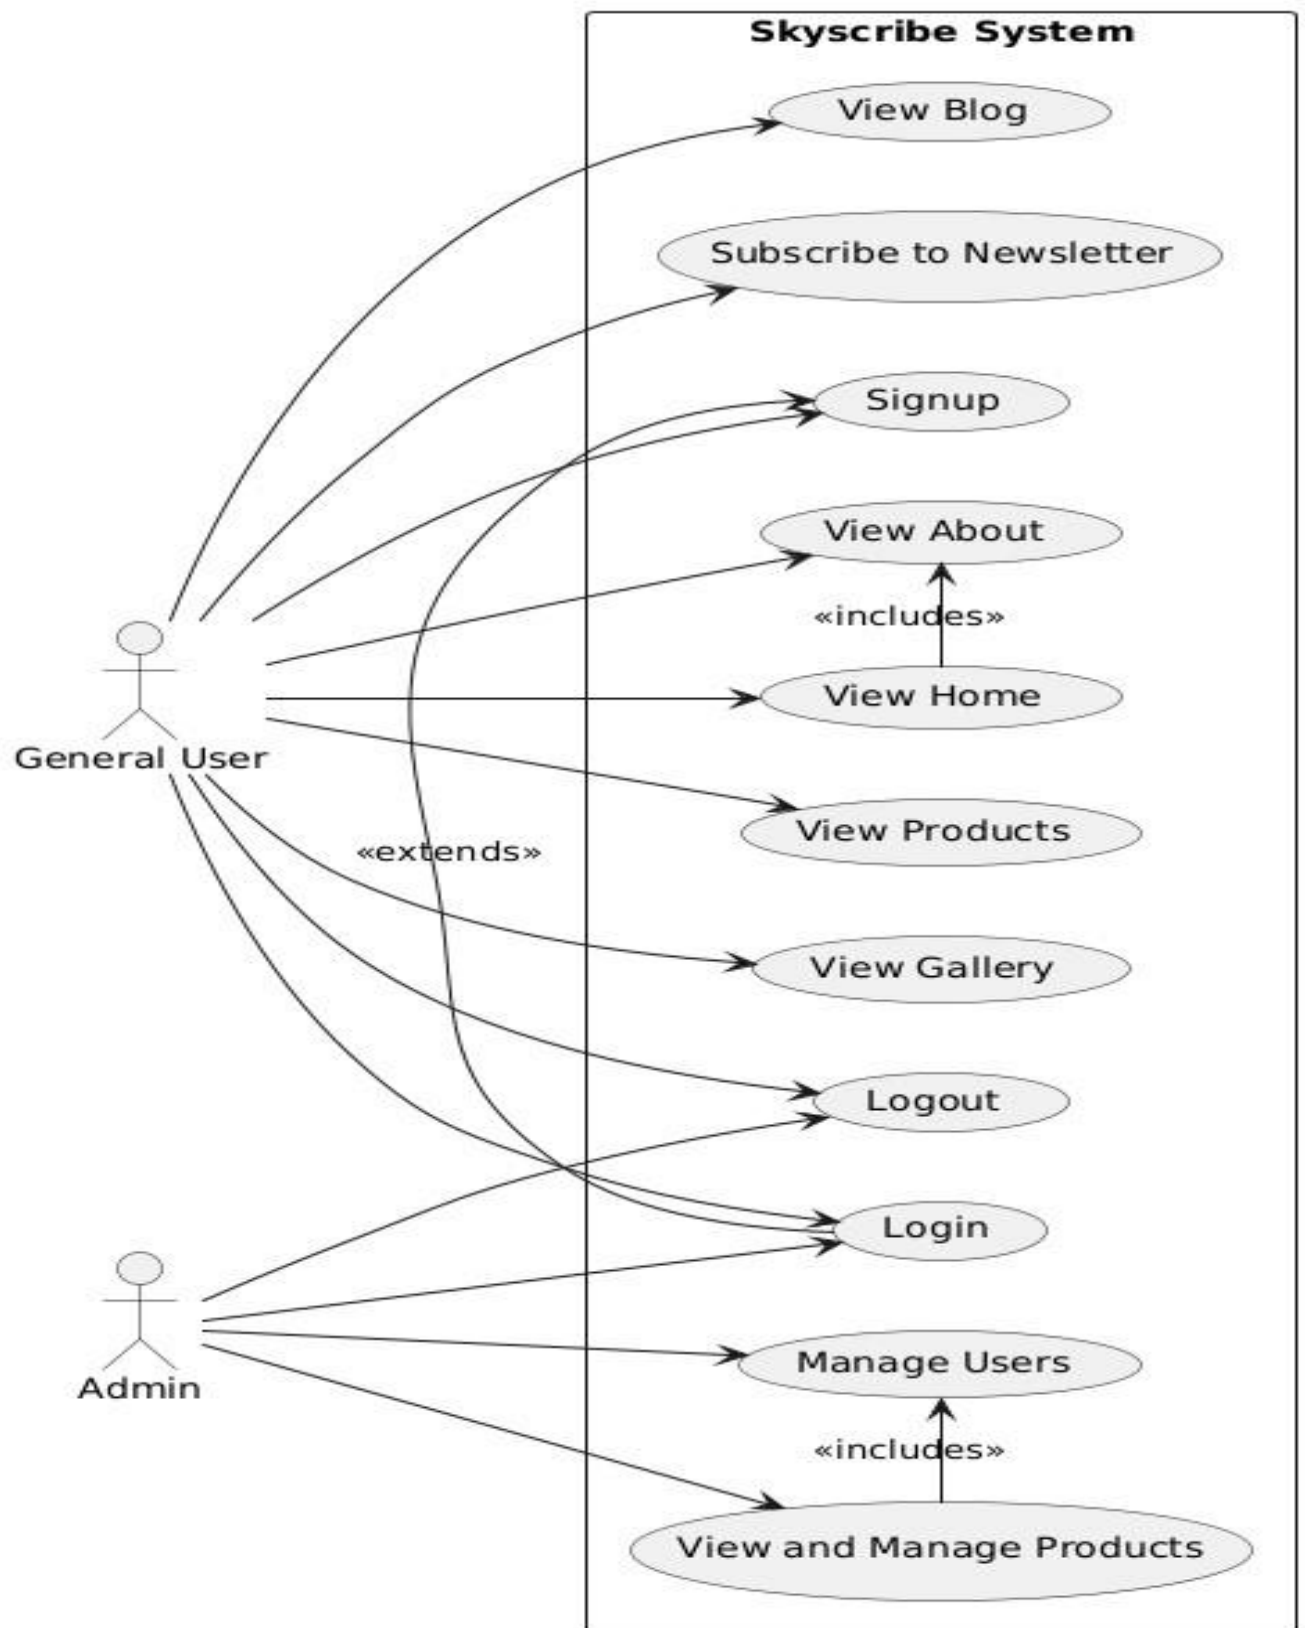 Skyscribe System
View Blog
Subscribe to Newsletter
Signup
View About
«includes»
View Home
General User
View Products
«extends»
View Gallery
Logout
Login
Manage Users
Admin
«includes»
View and Manage Products